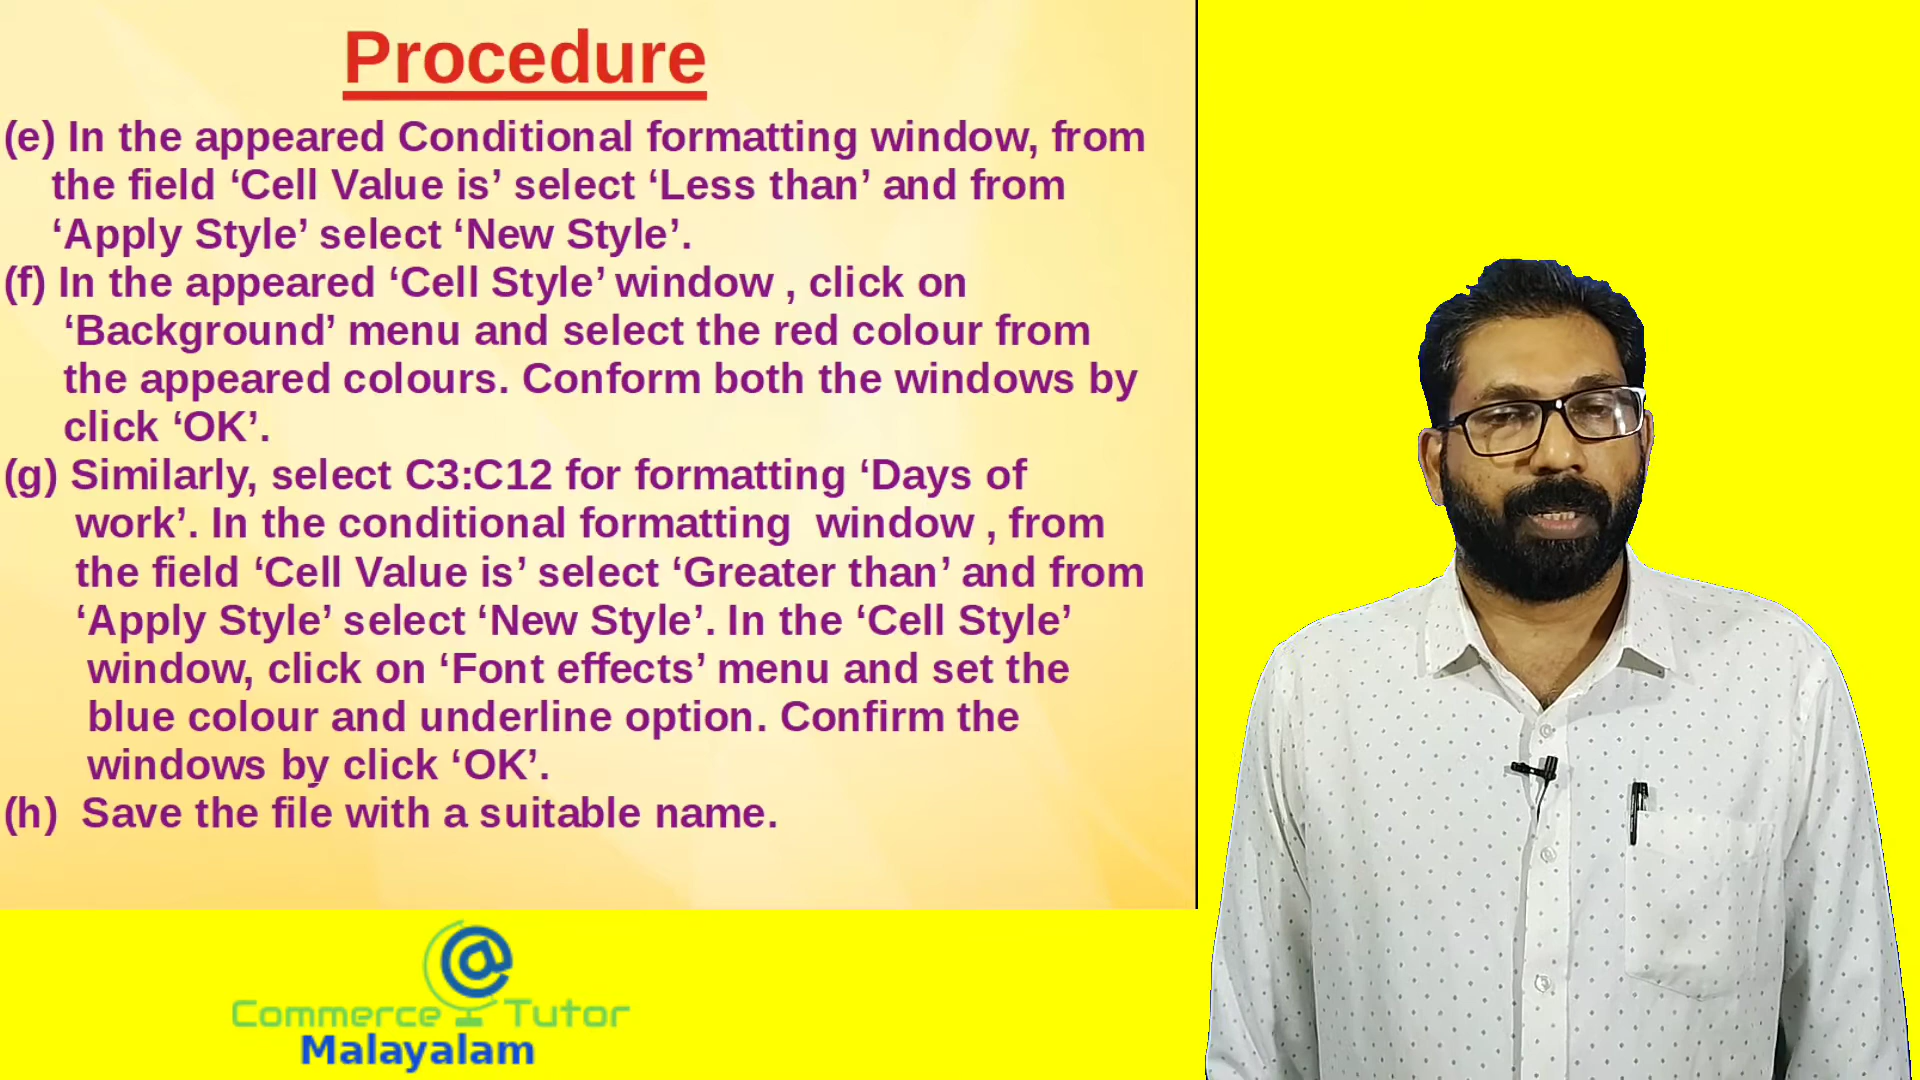 Procedure
(e) In the appeared Conditional formatting window, from
the field ‘Cell Value is’ select ‘Less than’ and from
‘Apply Style’ select ‘New Style’.
(f) In the appeared ‘Cell Style’ window , click on
‘Background’ menu and select the red colour from
the appeared colours. Conform both the windows by
click ‘OK’.
(g) Similarly, select C3:C12 for formatting ‘Days of
work’. In the conditional formatting  window , from
the field ‘Cell Value is’ select ‘Greater than’ and from
‘Apply Style’ select ‘New Style’. In the ‘Cell Style’
window, click on ‘Font effects’ menu and set the
blue colour and underline option. Confirm the
windows by click ‘OK’.
(h)  Save the file with a suitable name.
@
Commerce Tutor
Malayalam